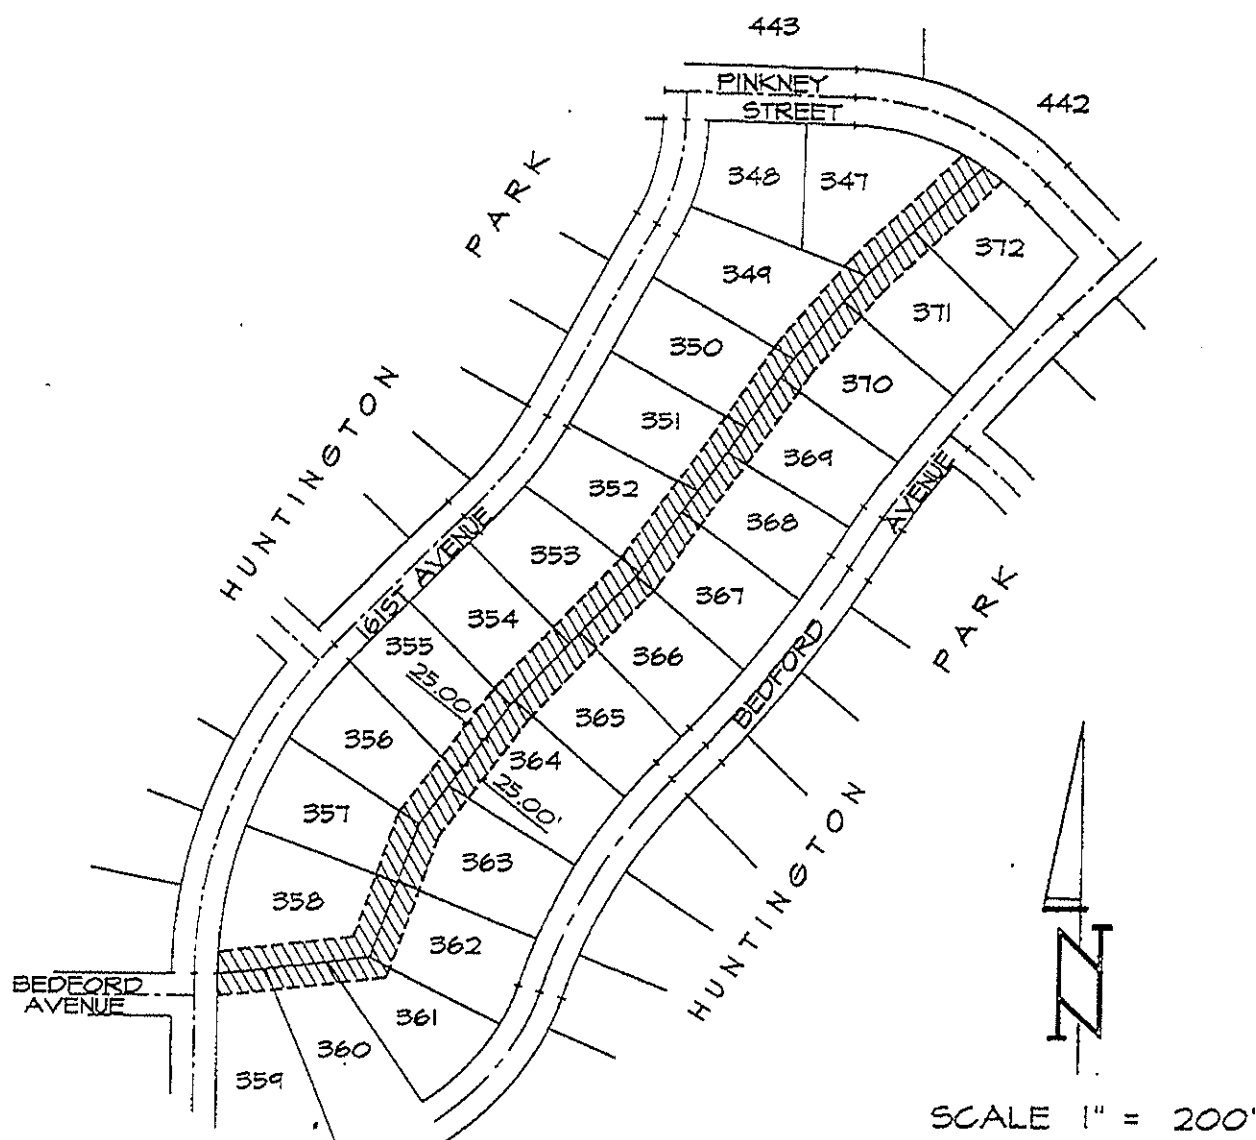 443
PINKNEY
STREET
442
PARK
348
347
372
349
371
350
370
HUNTINGTON
351
369
352
AVENUE
368
161ST AVENUE
353
PARK
367
354
355
366
25.00'
BEDFORD
365
356
364
25.00'
357
363
HUNTINGTON
358
362
BEDFORD
AVENUE
361
360
359
N
SCALE 1" = 200'